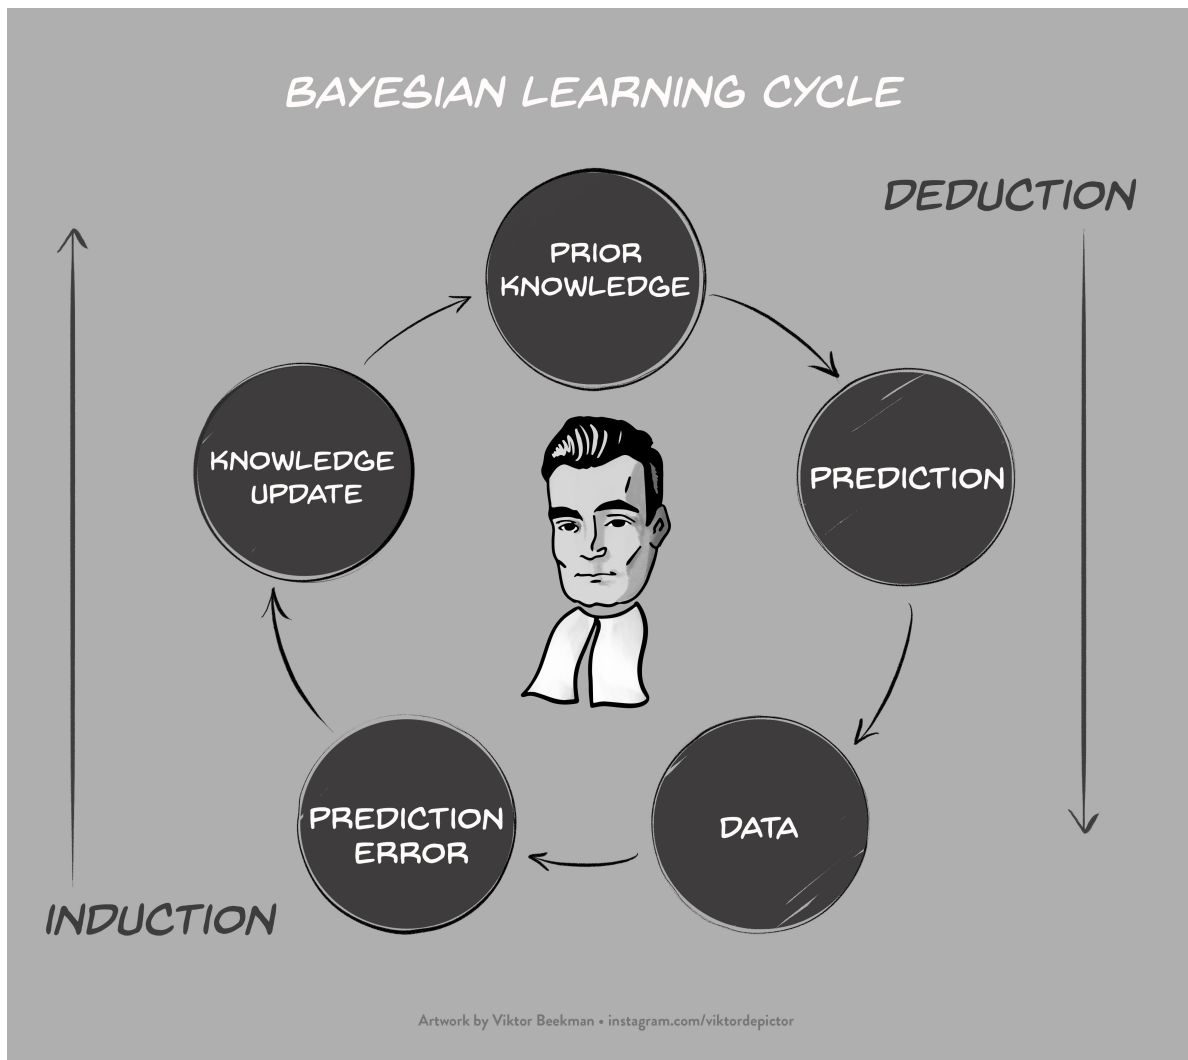 BAYESIAN LEARNING CYCLE
DEDUCTION
PRIOR
KNOWLEDGE
PREDICTION
KNOWLEDGE
UPDATE
DATA
PREDICTION
ERROR
INDUCTION
Artwork by Viktor Beekman • instagram.com/viktordepictor